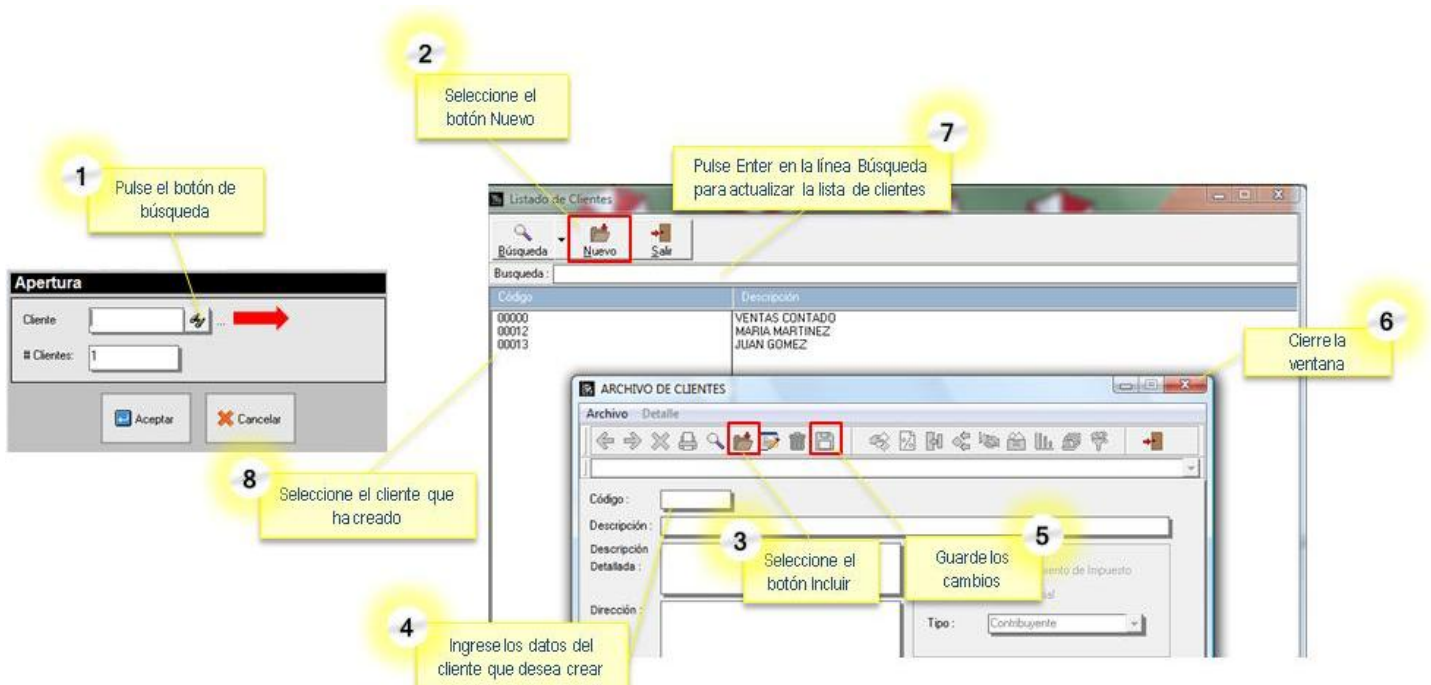 2
Seleccione el
botón Nuevo
7
Pulse Enter en la línea Búsqueda
para actualizar la lista de clientes
1
Pulse el botón de
búsqueda
Listado de Clientes
Búsqueda Nuevo Salir
Busqueda :
Código Descripción
00000 VENTAS CONTADO
00012 MARIA MARTINEZ
00013 JUAN GOMEZ
Apertura
Cliente ...
# Clientes: 1
Aceptar Cancelar
6
Cierre la
ventana
ARCHIVO DE CLIENTES
Archivo Detalle
8
Seleccione el cliente que
ha creado
Código :
Descripción :
Descripción
Detallada :
Dirección :
3
Seleccione el
botón Incluir
5
Guarde los
cambios
de Impuesto
Tipo : Contribuyente
4
Ingrese los datos del
cliente que desea crear